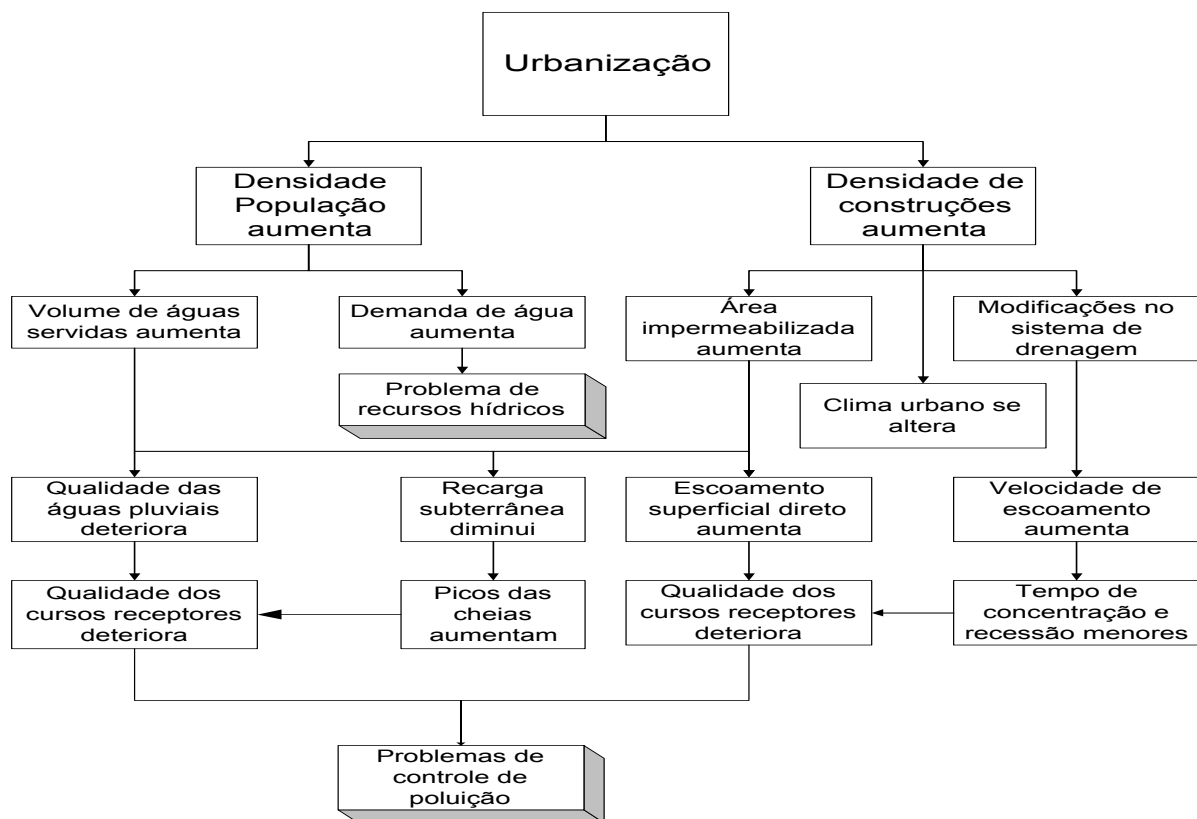 Urbanização
Densidade
População
aumenta
Densidade de
construções
aumenta
Volume de águas
servidas aumenta
Demanda de água
aumenta
Área
impermeabilizada
aumenta
Modificações no
sistema de
drenagem
Problema de
recursos hídricos
Clima urbano se
altera
Qualidade das
águas pluviais
deteriora
Recarga
subterrânea
diminui
Escoamento
superficial direto
aumenta
Velocidade de
escoamento
aumenta
Qualidade dos
cursos receptores
deteriora
Picos das
cheias
aumentam
Qualidade dos
cursos receptores
deteriora
Tempo de
concentração e
recessão menores
Problemas de
controle de
poluição